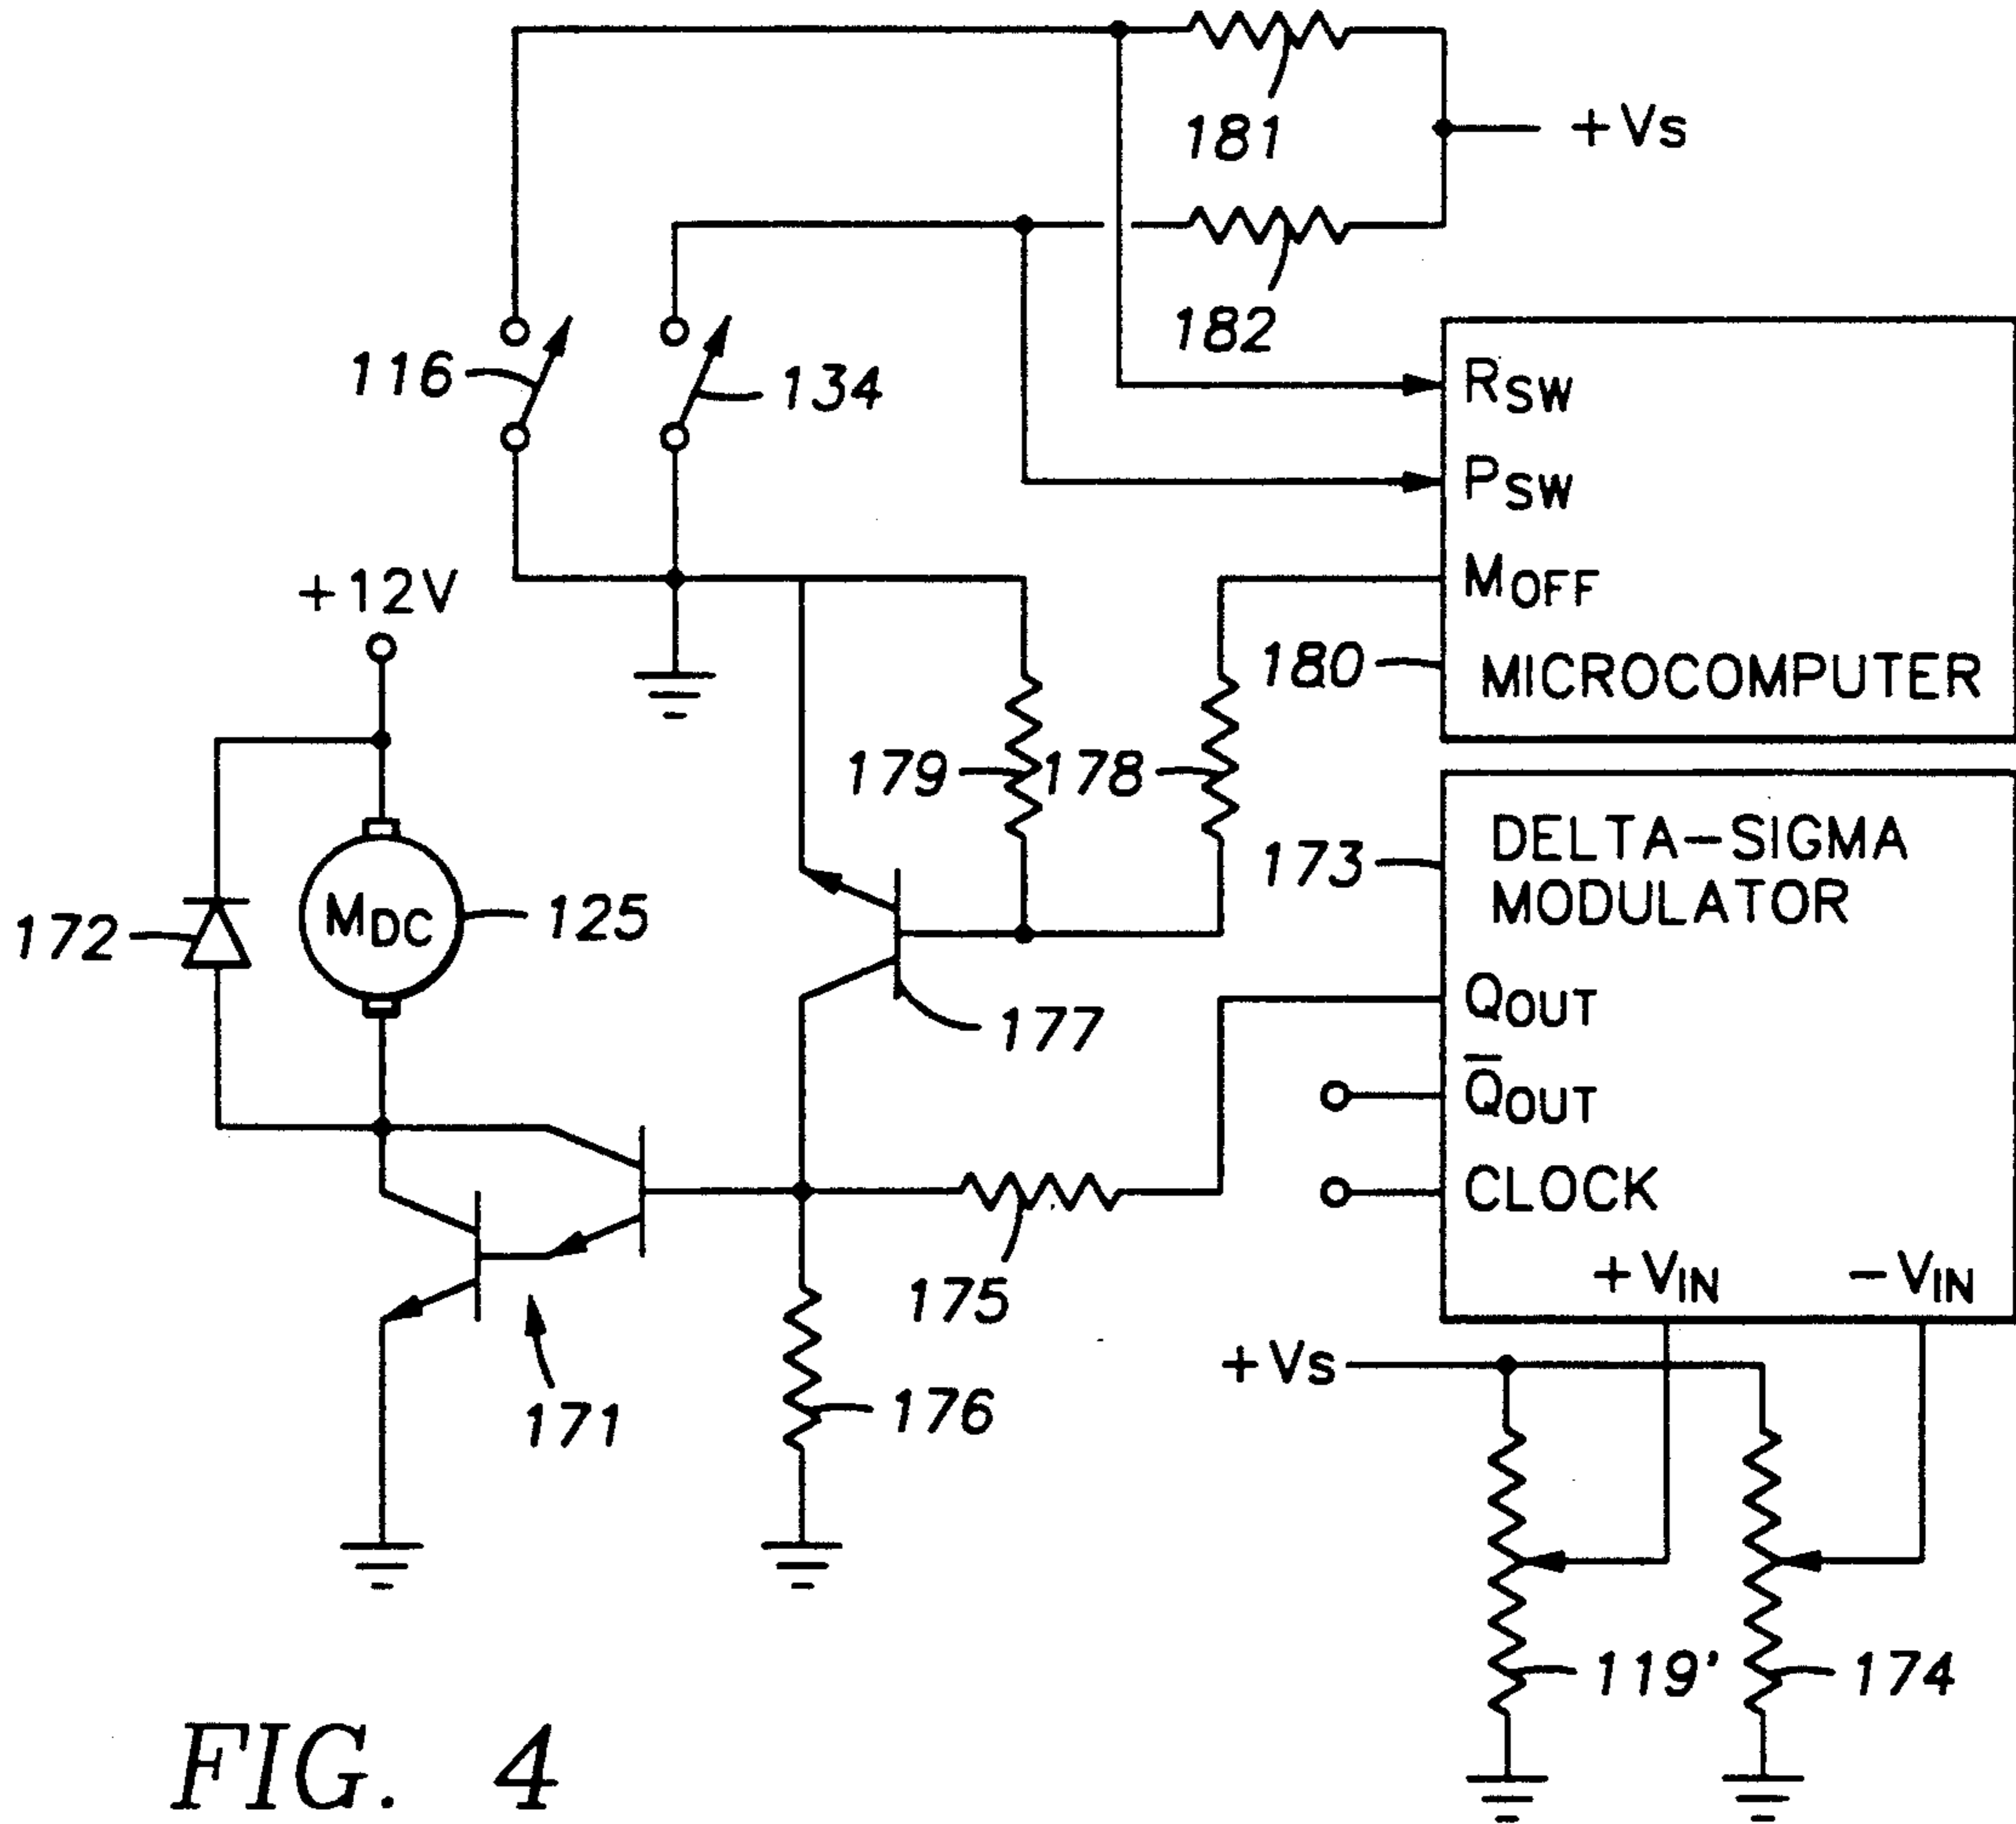 181
+Vs
182
116
134
RSW
PSW
MOFF
180
MICROCOMPUTER
+12V
179
178
173
DELTA-SIGMA
MODULATOR
172
MDC
125
177
QOUT
Q̅OUT
CLOCK
175
+VIN
-VIN
171
176
+Vs
119'
174
FIG. 4